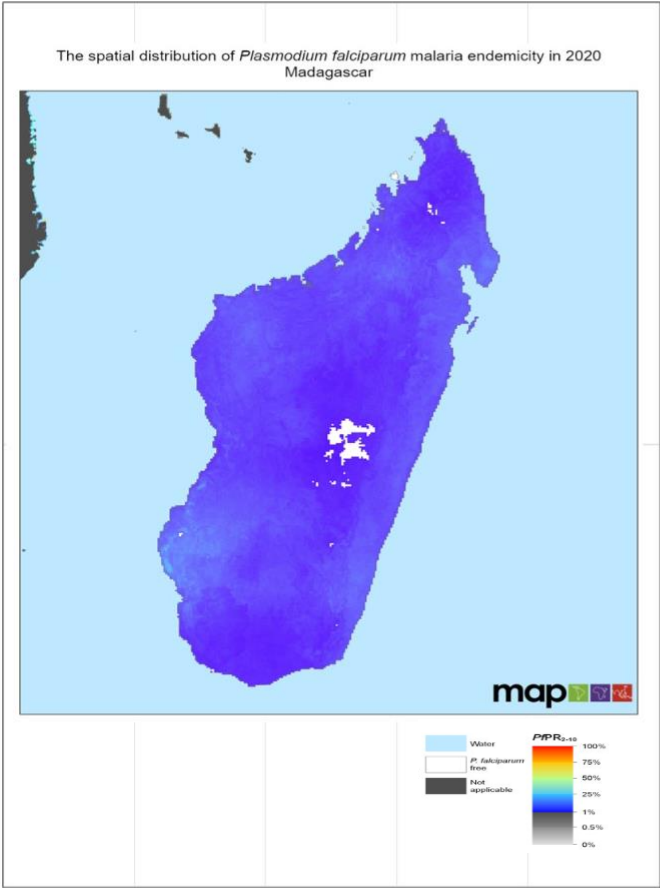 The spatial distribution of Plasmodium falciparum malaria endemicity in 2020
Madagascar
map
Water
P. falciparum
free
Not
applicable
PfPR₂₋₁₀
100%
75%
50%
25%
1%
0.5%
0%